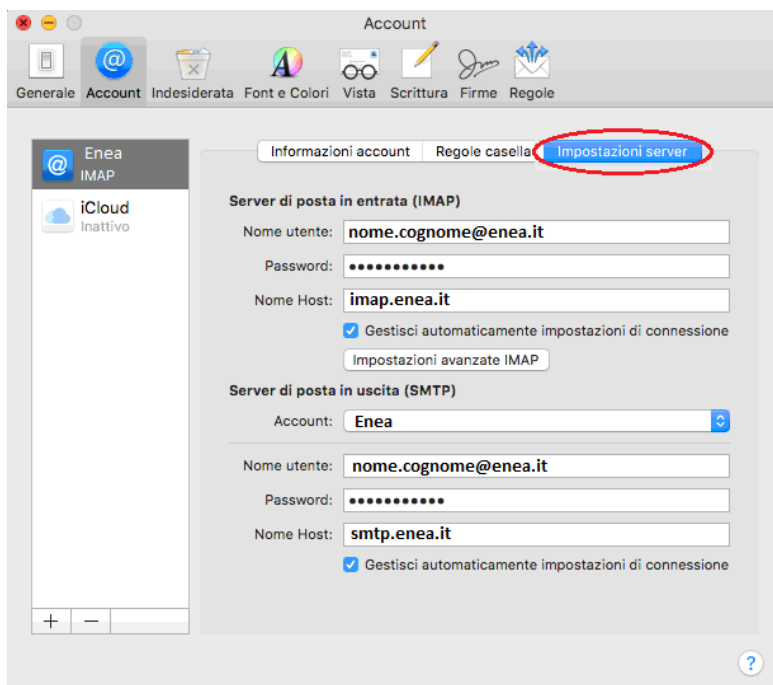 Account
Generale Account Indesiderata Font e Colori Vista Scrittura Firme Regole
Enea
IMAP
iCloud
Inattivo
Informazioni account Regole casella Impostazioni server
Server di posta in entrata (IMAP)
Nome utente: nome.cognome@enea.it
Password: •••••••••••
Nome Host: imap.enea.it
Gestisci automaticamente impostazioni di connessione
Impostazioni avanzate IMAP
Server di posta in uscita (SMTP)
Account: Enea
Nome utente: nome.cognome@enea.it
Password: •••••••••••
Nome Host: smtp.enea.it
Gestisci automaticamente impostazioni di connessione
+ −
?